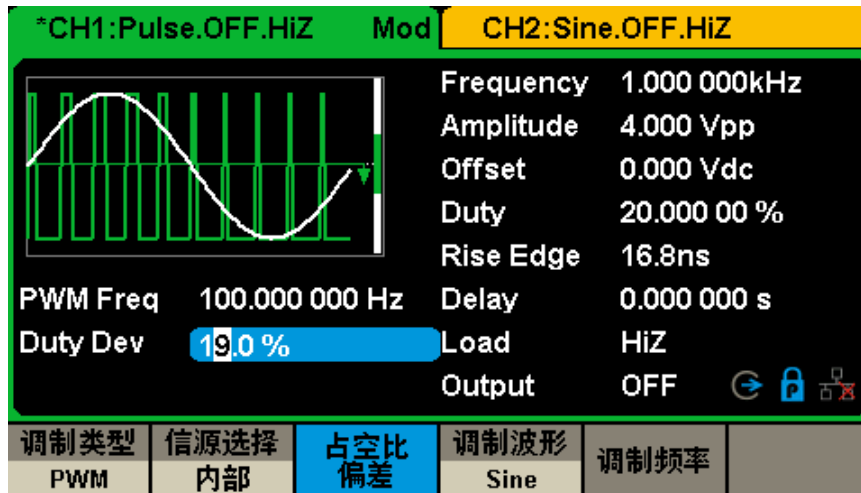 *CH1:Pulse.OFF.HiZ Mod CH2:Sine.OFF.HiZ
Frequency 1.000 000kHz
Amplitude 4.000 Vpp
Offset 0.000 Vdc
Duty 20.000 00 %
Rise Edge 16.8ns
PWM Freq 100.000 000 Hz Delay 0.000 000 s
Duty Dev 19.0 % Load HiZ
Output OFF P
调制类型 信源选择 占空比 调制波形 调制频率
PWM 内部 偏差 Sine